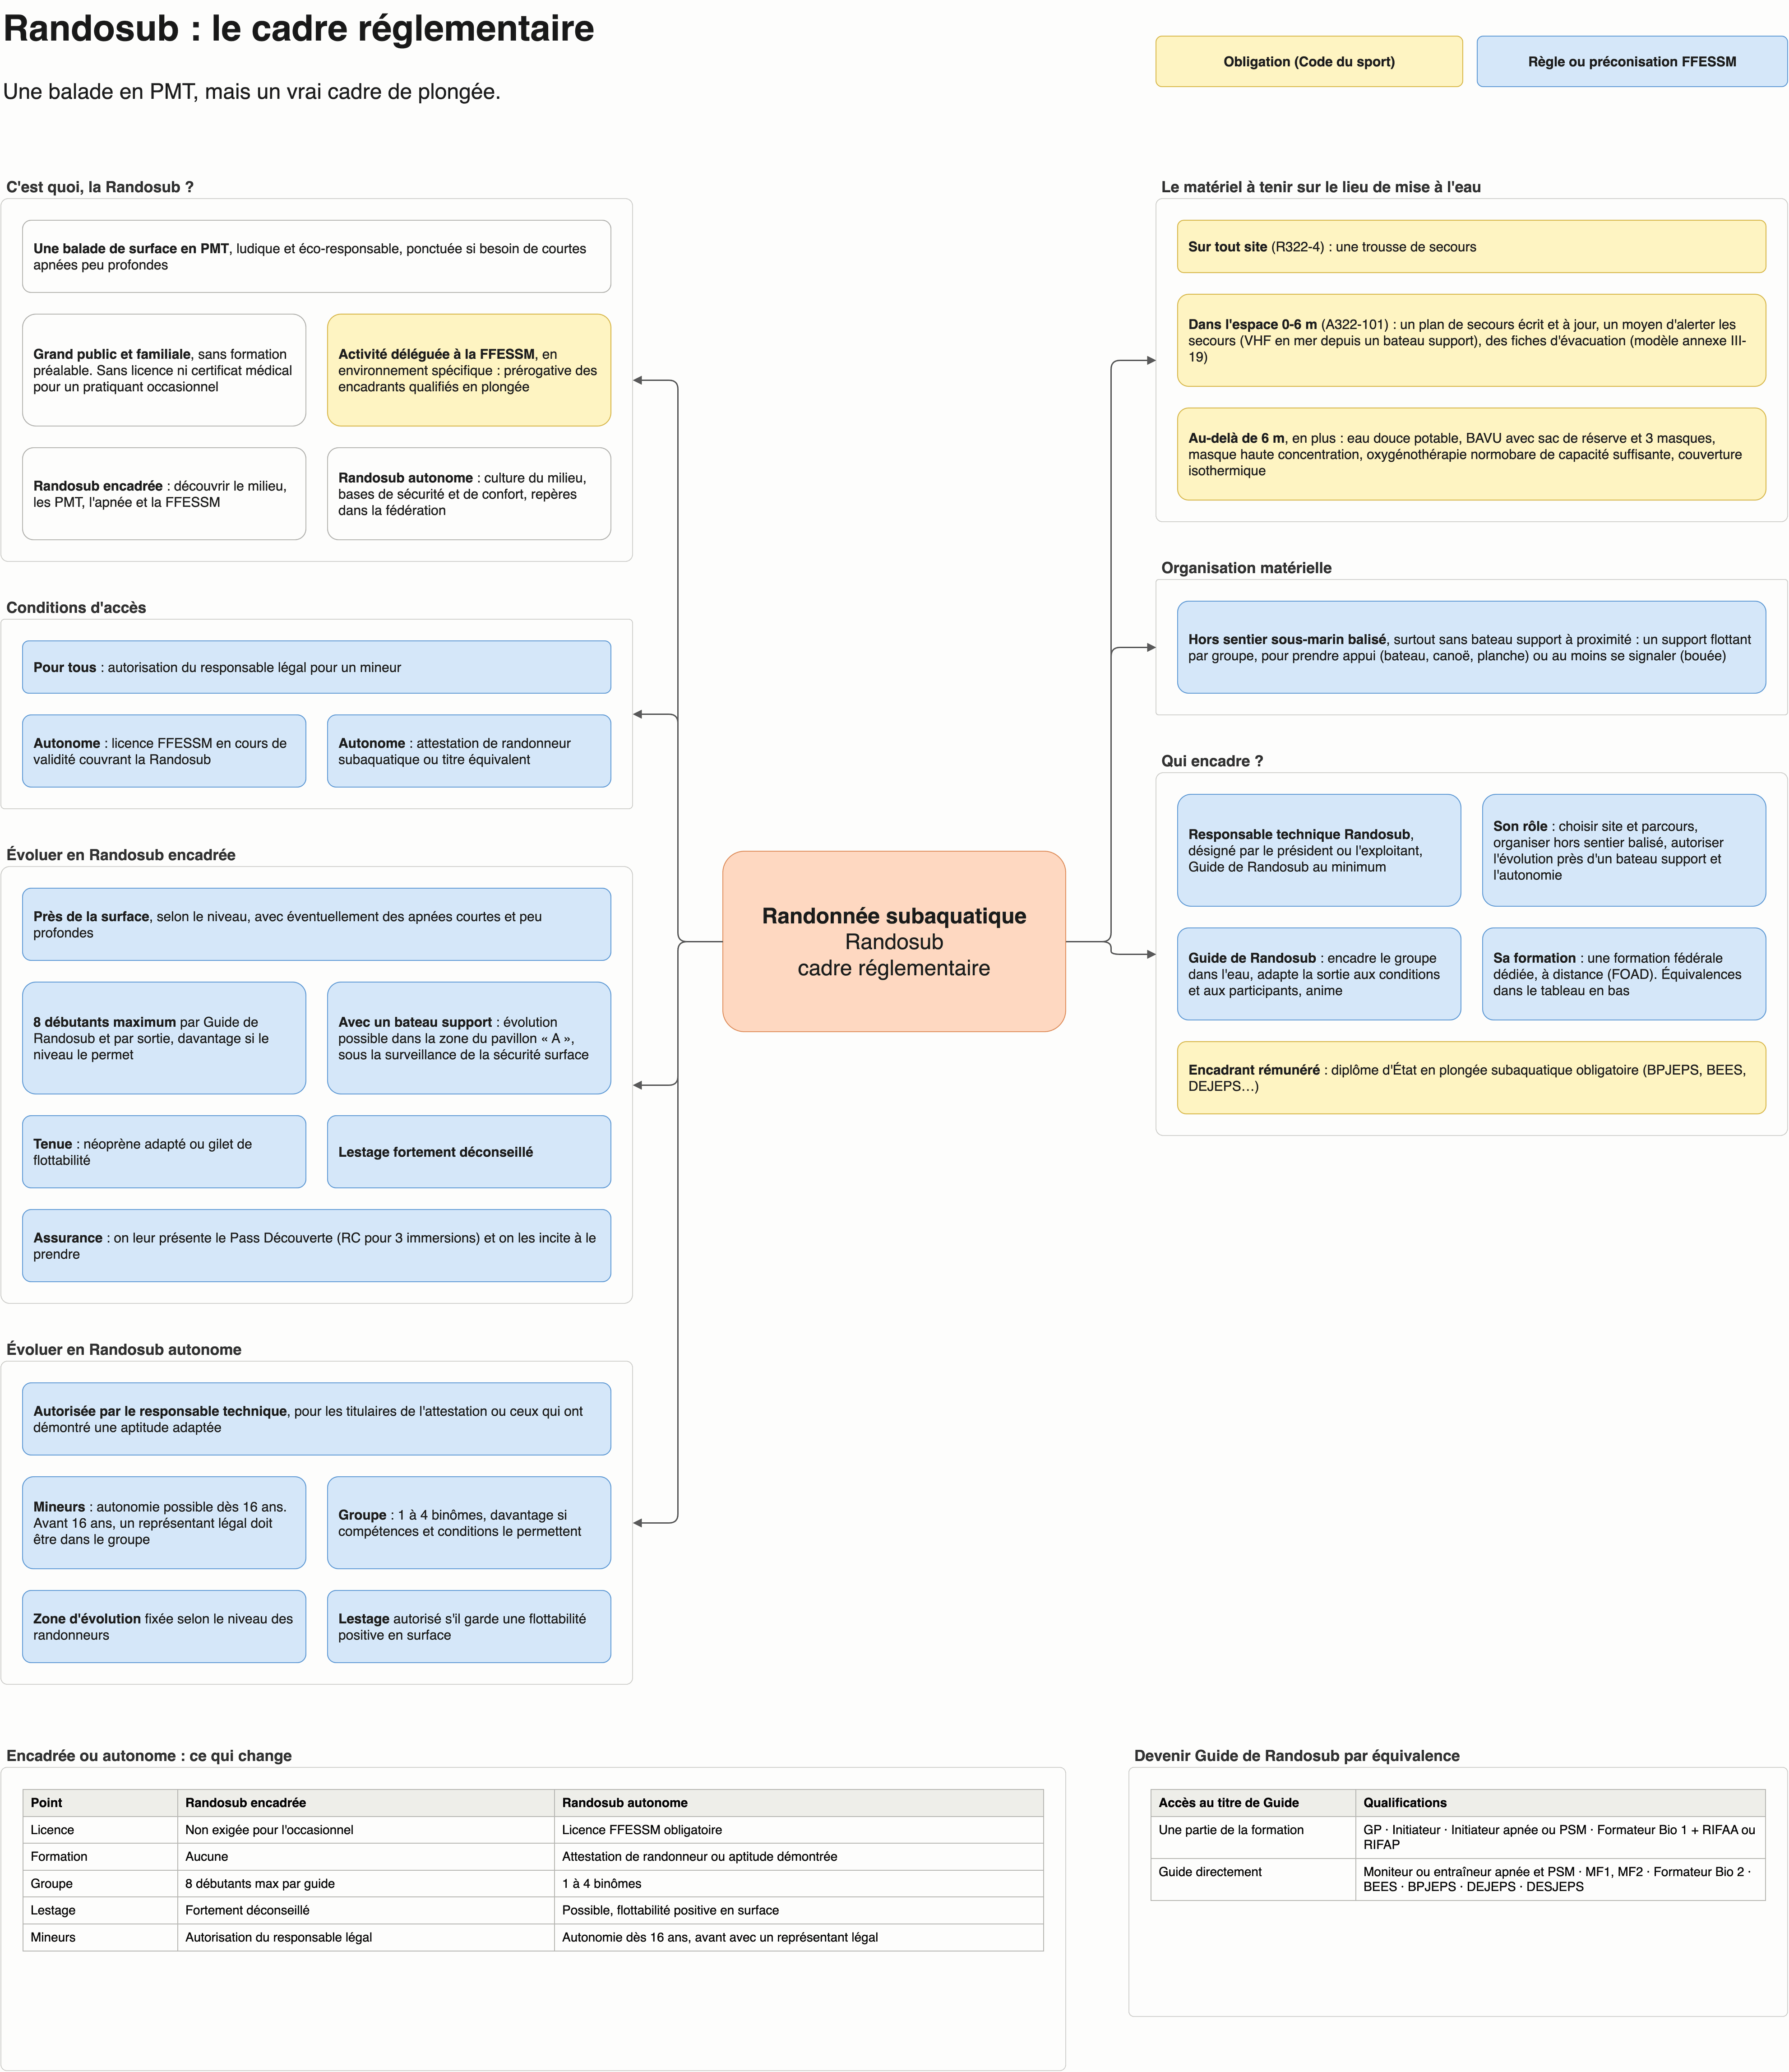 Randosub : le cadre réglementaire
Une balade en PMT, mais un vrai cadre de plongée.
Obligation (Code du sport)
Règle ou préconisation FFESSM
C'est quoi, la Randosub ?
Une balade de surface en PMT, ludique et éco-responsable, ponctuée si besoin de courtes
apnées peu profondes
Grand public et familiale, sans formation
préalable. Sans licence ni certificat médical
pour un pratiquant occasionnel
Activité déléguée à la FFESSM, en
environnement spécifique : prérogative des
encadrants qualifiés en plongée
Randosub encadrée : découvrir le milieu,
les PMT, l'apnée et la FFESSM
Randosub autonome : culture du milieu,
bases de sécurité et de confort, repères
dans la fédération
Conditions d'accès
Pour tous : autorisation du responsable légal pour un mineur
Autonome : licence FFESSM en cours de
validité couvrant la Randosub
Autonome : attestation de randonneur
subaquatique ou titre équivalent
Évoluer en Randosub encadrée
Près de la surface, selon le niveau, avec éventuellement des apnées courtes et peu
profondes
8 débutants maximum par Guide de
Randosub et par sortie, davantage si le
niveau le permet
Avec un bateau support : évolution
possible dans la zone du pavillon « A »,
sous la surveillance de la sécurité surface
Tenue : néoprène adapté ou gilet de
flottabilité
Lestage fortement déconseillé
Assurance : on leur présente le Pass Découverte (RC pour 3 immersions) et on les incite à le
prendre
Évoluer en Randosub autonome
Autorisée par le responsable technique, pour les titulaires de l'attestation ou ceux qui ont
démontré une aptitude adaptée
Mineurs : autonomie possible dès 16 ans.
Avant 16 ans, un représentant légal doit
être dans le groupe
Groupe : 1 à 4 binômes, davantage si
compétences et conditions le permettent
Zone d'évolution fixée selon le niveau des
randonneurs
Lestage autorisé s'il garde une flottabilité
positive en surface
Randonnée subaquatique
Randosub
cadre réglementaire
Le matériel à tenir sur le lieu de mise à l'eau
Sur tout site (R322-4) : une trousse de secours
Dans l'espace 0-6 m (A322-101) : un plan de secours écrit et à jour, un moyen d'alerter les
secours (VHF en mer depuis un bateau support), des fiches d'évacuation (modèle annexe III-
19)
Au-delà de 6 m, en plus : eau douce potable, BAVU avec sac de réserve et 3 masques,
masque haute concentration, oxygénothérapie normobare de capacité suffisante, couverture
isothermique
Organisation matérielle
Hors sentier sous-marin balisé, surtout sans bateau support à proximité : un support flottant
par groupe, pour prendre appui (bateau, canoë, planche) ou au moins se signaler (bouée)
Qui encadre ?
Responsable technique Randosub,
désigné par le président ou l'exploitant,
Guide de Randosub au minimum
Son rôle : choisir site et parcours,
organiser hors sentier balisé, autoriser
l'évolution près d'un bateau support et
l'autonomie
Guide de Randosub : encadre le groupe
dans l'eau, adapte la sortie aux conditions
et aux participants, anime
Sa formation : une formation fédérale
dédiée, à distance (FOAD). Équivalences
dans le tableau en bas
Encadrant rémunéré : diplôme d'État en plongée subaquatique obligatoire (BPJEPS, BEES,
DEJEPS…)
Encadrée ou autonome : ce qui change
Point Randosub encadrée Randosub autonome
Licence Non exigée pour l'occasionnel Licence FFESSM obligatoire
Formation Aucune Attestation de randonneur ou aptitude démontrée
Groupe 8 débutants max par guide 1 à 4 binômes
Lestage Fortement déconseillé Possible, flottabilité positive en surface
Mineurs Autorisation du responsable légal Autonomie dès 16 ans, avant avec un représentant légal
Devenir Guide de Randosub par équivalence
Accès au titre de Guide Qualifications
Une partie de la formation GP · Initiateur · Initiateur apnée ou PSM · Formateur Bio 1 + RIFAA ou
RIFAP
Guide directement Moniteur ou entraîneur apnée et PSM · MF1, MF2 · Formateur Bio 2 ·
BEES · BPJEPS · DEJEPS · DESJEPS